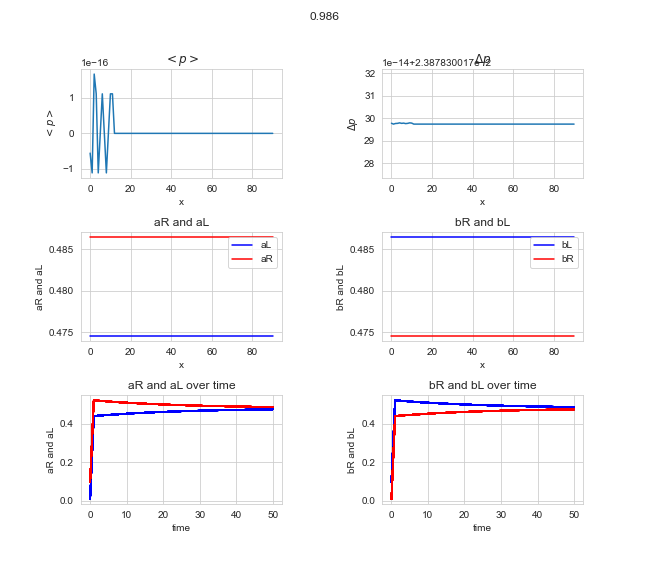 0.986
<p>
Δp
1e−16
1e−14+2.387830017e−2
<p>
1
0
−1
0 20 40 60 80
x
Δp
32
31
30
29
28
0 20 40 60 80
x
aR and aL
bR and bL
aR and aL
0.485
0.480
0.475
aL
aR
0 20 40 60 80
x
bR and bL
0.485
0.480
0.475
bL
bR
0 20 40 60 80
x
aR and aL over time
bR and bL over time
aR and aL
0.4
0.2
0.0
0 10 20 30 40 50
time
bR and bL
0.4
0.2
0.0
0 10 20 30 40 50
time